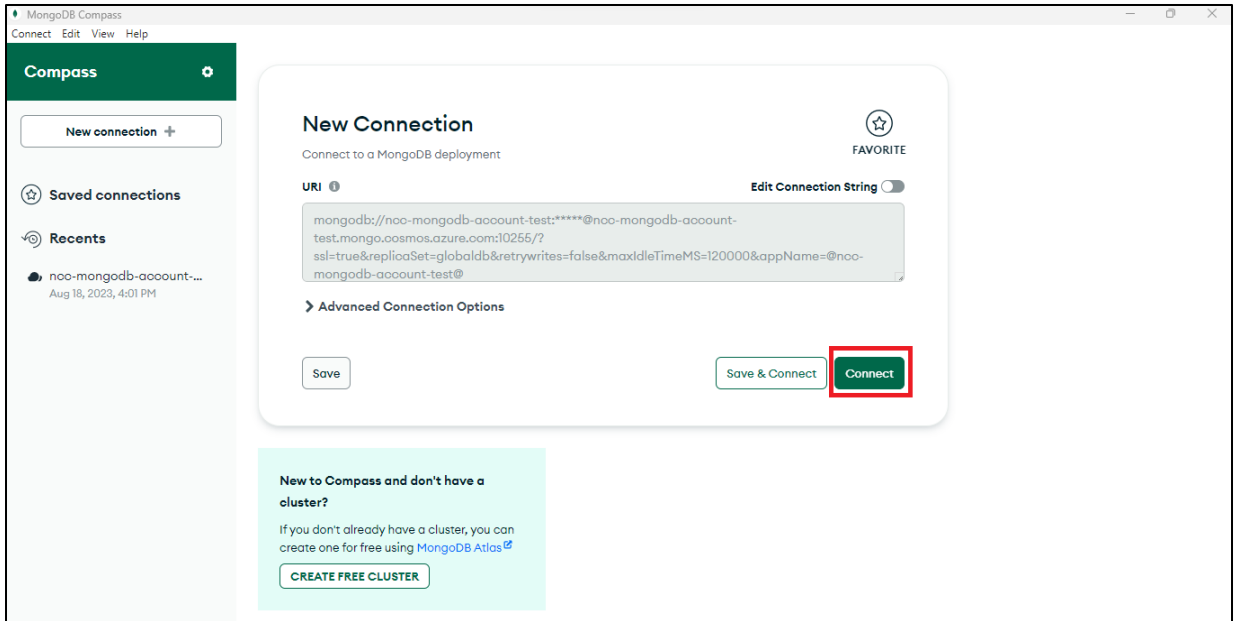 MongoDB Compass
Connect Edit View Help
Compass
New connection
Saved connections
Recents
nco-mongodb-account-...
Aug 18, 2023, 4:01 PM
New Connection
Connect to a MongoDB deployment
FAVORITE
URI
Edit Connection String
mongodb://nco-mongodb-account-test:*****@nco-mongodb-account-
test.mongo.cosmos.azure.com:10255/?
ssl=true&replicaSet=globaldb&retrywrites=false&maxIdleTimeMS=120000&appName=@nco-
mongodb-account-test@
Advanced Connection Options
Save
Save & Connect
Connect
New to Compass and don't have a
cluster?
If you don't already have a cluster, you can
create one for free using MongoDB Atlas
CREATE FREE CLUSTER